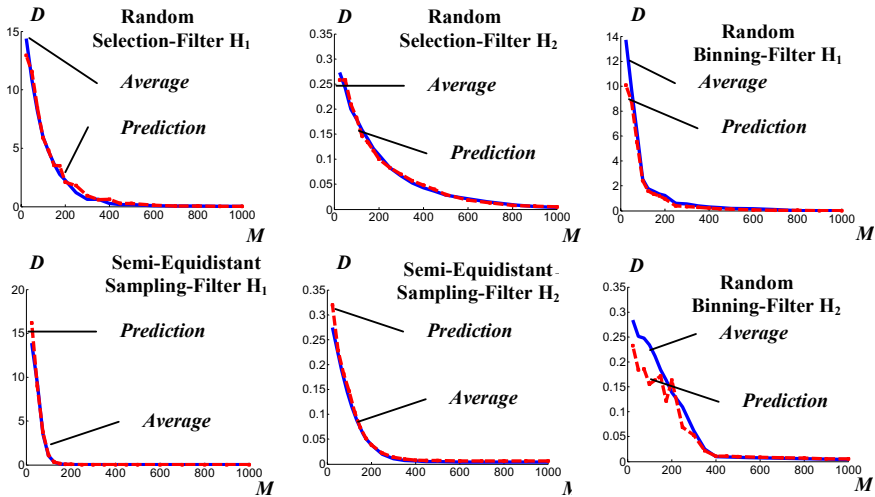 D
Random
Selection-Filter H₁
15
10
5
0
0
200
400
600
800
1000
M
Average
Prediction
D
Random
Selection-Filter H₂
0.35
0.3
0.25
0.2
0.15
0.1
0.05
0
0
200
400
600
800
1000
M
Average
Prediction
D
Random
Binning-Filter H₁
14
12
10
8
6
4
2
0
0
200
400
600
800
1000
M
Average
Prediction
D
Semi-Equidistant
Sampling-Filter H₁
20
15
10
5
0
0
200
400
600
800
1000
M
Prediction
Average
D
Semi-Equidistant
Sampling-Filter H₂
0.35
0.3
0.25
0.2
0.15
0.1
0.05
0
0
200
400
600
800
1000
M
Prediction
Average
D
Random
Binning-Filter H₂
0.35
0.3
0.25
0.2
0.15
0.1
0.05
0
0
200
400
600
800
1000
M
Average
Prediction